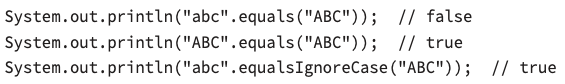 System.out.println("abc".equals("ABC"));  // false
System.out.println("ABC".equals("ABC"));  // true
System.out.println("abc".equalsIgnoreCase("ABC"));  // true